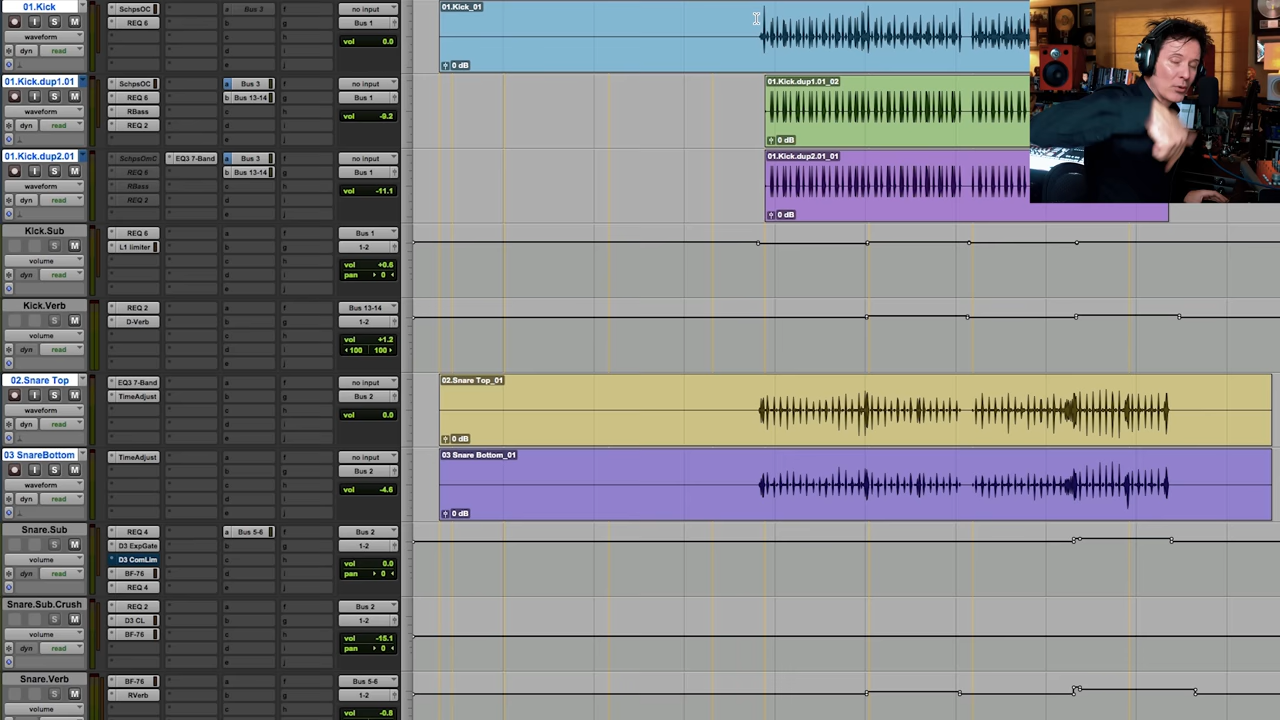 01.Kick
SchpsOC a Bus 3 f no input
REQ 6 b g Bus 1
waveform c h
dyn read d i vol 0.0
e j
01.Kick_01
0 dB
01.Kick.dup1.01
SchpsOC a Bus 3 f no input
REQ 6 b Bus 13-14 g Bus 1
waveform RBass c h
dyn read REQ 2 d i vol -9.2
e j
01.Kick.dup1.01_02
0 dB
01.Kick.dup2.01
SchpsOmC EQ3 7-Band a Bus 3 f no input
REQ 6 b Bus 13-14 g Bus 1
waveform RBass c h
dyn read REQ 2 d i vol -11.1
e j
01.Kick.dup2.01_01
0 dB
Kick.Sub
REQ 6 a f Bus 1
L1 limiter b g 1-2
volume c h vol +0.6
dyn read d i pan 0
e j
Kick.Verb
REQ 2 a f Bus 13-14
D-Verb b g 1-2
volume c h vol +1.2
dyn read d i 100 100
e j
02.Snare Top
EQ3 7-Band a f no input
TimeAdjust b g Bus 2
waveform c h
dyn read d i vol 0.0
e j
02.Snare Top_01
0 dB
03 SnareBottom
TimeAdjust a f no input
b g Bus 2
waveform c h
dyn read d i vol -4.6
e j
03 Snare Bottom_01
0 dB
Snare.Sub
REQ 4 a Bus 5-6 f Bus 2
D3 ExpGate b g 1-2
volume D3 ComLim c h vol 0.0
dyn read BF-76 d i pan 0
REQ 4 e j
Snare.Sub.Crush
REQ 2 a f Bus 2
D3 CL b g 1-2
volume BF-76 c h vol -15.1
dyn read d i pan 0
e j
Snare.Verb
BF-76 a f Bus 5-6
RVerb b g 1-2
volume c h vol -0.8